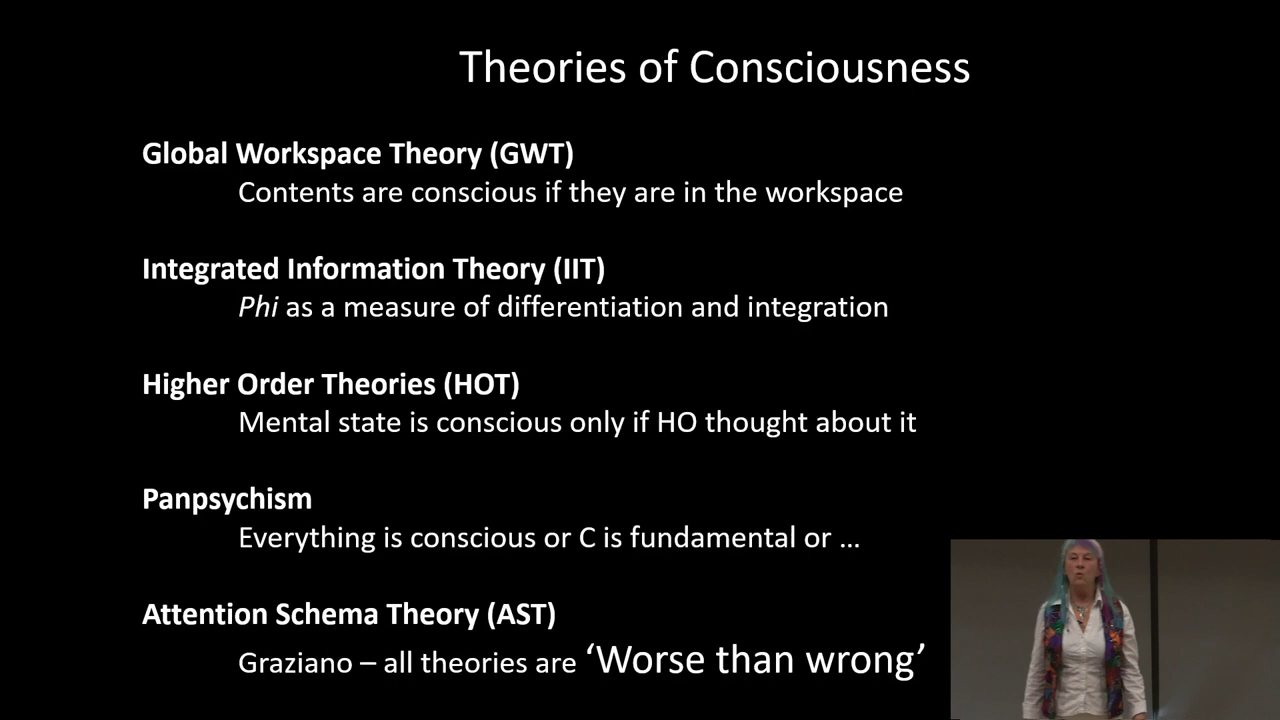 Theories of Consciousness
Global Workspace Theory (GWT)
Contents are conscious if they are in the workspace
Integrated Information Theory (IIT)
Phi as a measure of differentiation and integration
Higher Order Theories (HOT)
Mental state is conscious only if HO thought about it
Panpsychism
Everything is conscious or C is fundamental or ...
Attention Schema Theory (AST)
Graziano – all theories are ‘Worse than wrong’